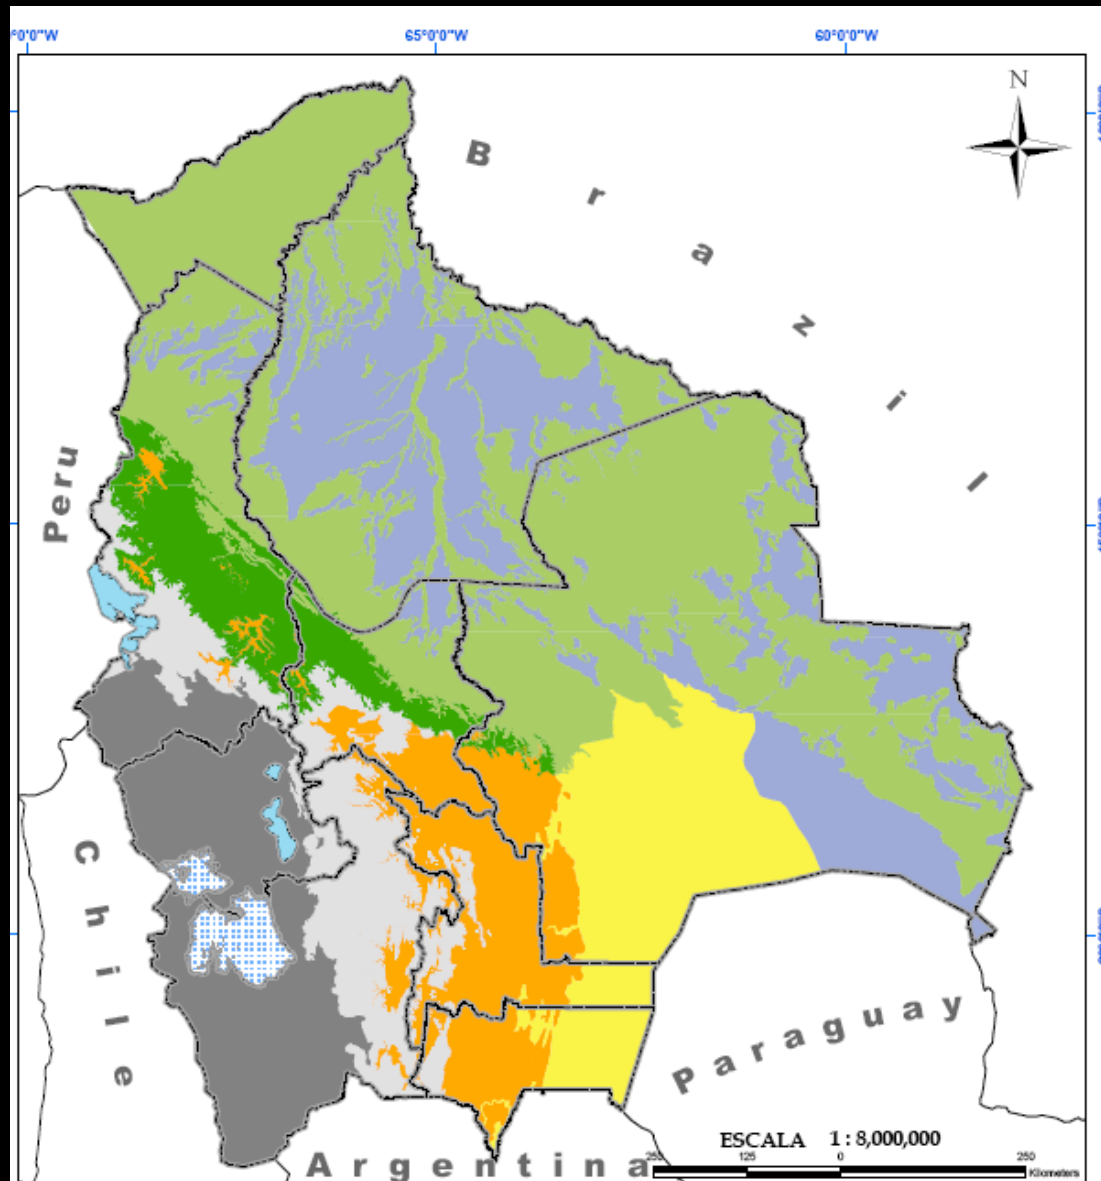 65°0'0"W
60°0'0"W
N
Brazil
Peru
Chile
Paraguay
Argentina
ESCALA 1 : 8,000,000
250 125 0 250
Kilometers